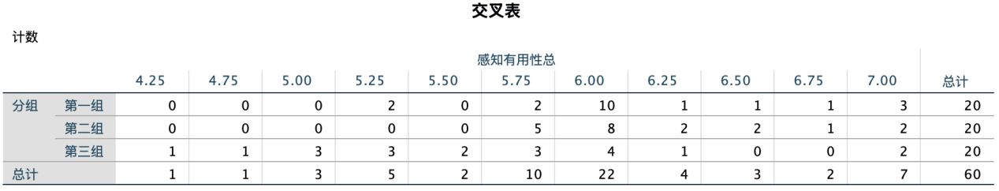 交叉表
计数
感知有用性总
4.25 4.75 5.00 5.25 5.50 5.75 6.00 6.25 6.50 6.75 7.00 总计
分组 第一组 0 0 0 2 0 2 10 1 1 1 3 20
第二组 0 0 0 0 0 5 8 2 2 1 2 20
第三组 1 1 3 3 2 3 4 1 0 0 2 20
总计 1 1 3 5 2 10 22 4 3 2 7 60